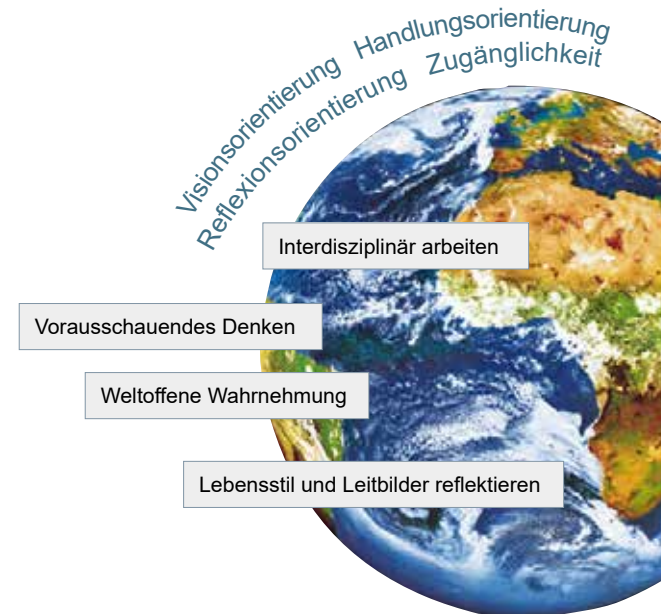 Visionsorientierung Handlungsorientierung
Reflexionsorientierung Zugänglichkeit
Interdisziplinär arbeiten
Vorausschauendes Denken
Weltoffene Wahrnehmung
Lebensstil und Leitbilder reflektieren